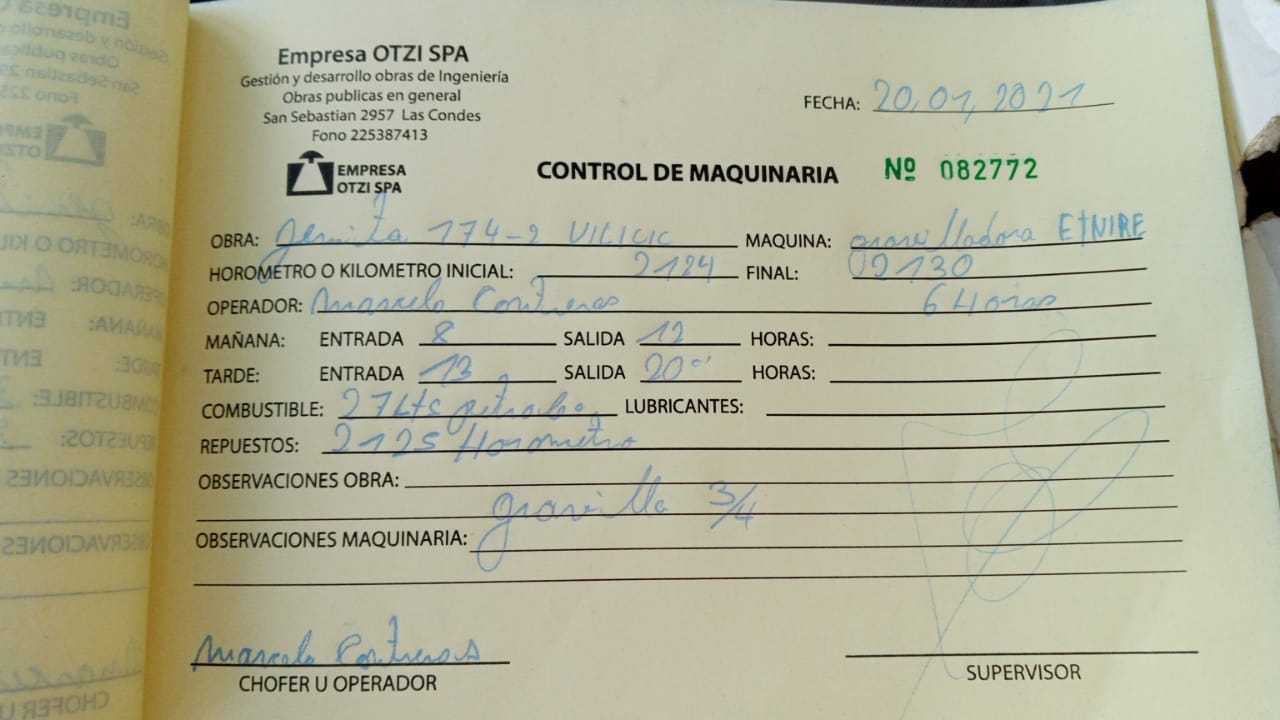 Empresa OTZI SPA
Gestión y desarrollo obras de Ingeniería
Obras publicas en general
San Sebastian 2957 Las Condes
Fono 225387413
FECHA: 20,01,2021
EMPRESA
OTZI SPA
CONTROL DE MAQUINARIA Nº 082772
OBRA: 174-2 VILICIC MAQUINA: gravilladora
HOROMETRO O KILOMETRO INICIAL: 2124 FINAL: 02130
OPERADOR: Marcelo Contreras 6 Horas
MAÑANA: ENTRADA 8 SALIDA 12 HORAS:
TARDE: ENTRADA 13 SALIDA 20 HORAS:
COMBUSTIBLE: 27 Lts petroleo LUBRICANTES:
REPUESTOS: 2125 Horometro
OBSERVACIONES OBRA:
gravilla 3/4
OBSERVACIONES MAQUINARIA:
Marcelo Contreras
CHOFER U OPERADOR
SUPERVISOR